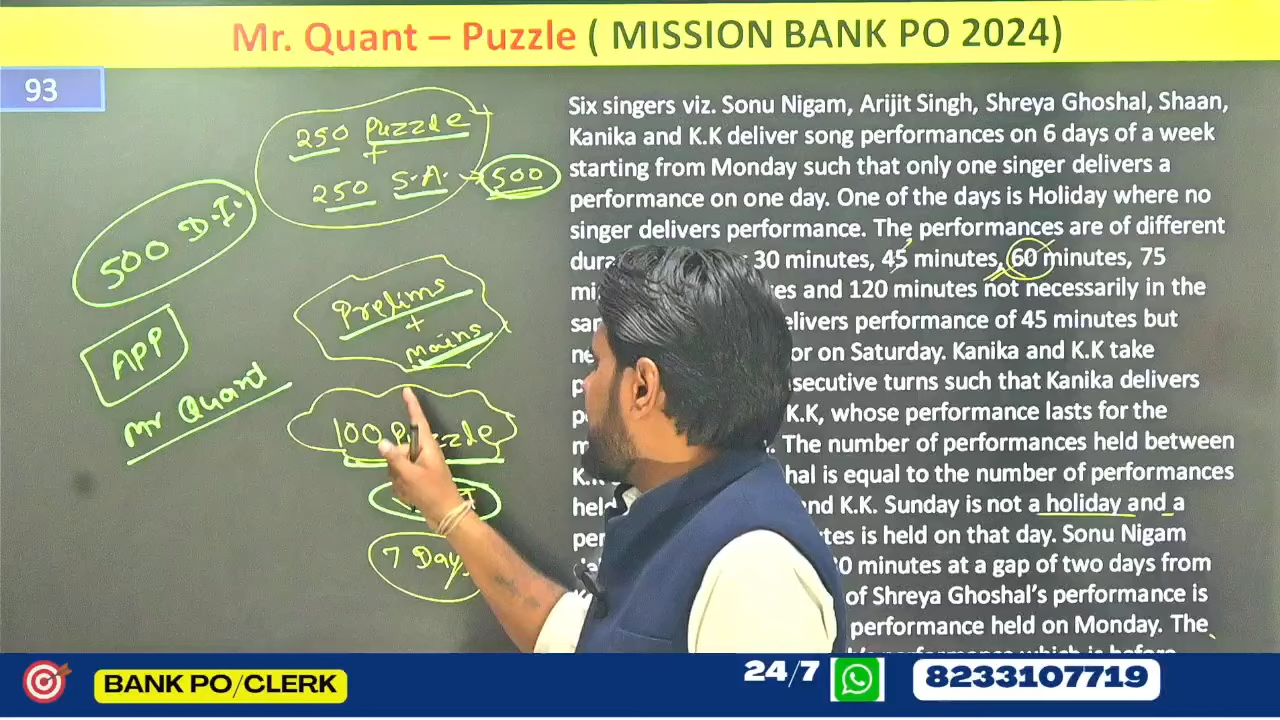 Mr. Quant – Puzzle ( MISSION BANK PO 2024)
93
250 Puzzle
+
250 S.A. → 500
500 D.I.
Prelims
+
Mains
APP
Mr Quant
100 Puzzle
7 Days
Six singers viz. Sonu Nigam, Arijit Singh, Shreya Ghoshal, Shaan,
Kanika and K.K deliver song performances on 6 days of a week
starting from Monday such that only one singer delivers a
performance on one day. One of the days is Holiday where no
singer delivers performance. The performances are of different
30 minutes, 45 minutes, 60 minutes, 75
and 120 minutes not necessarily in the
performance of 45 minutes but
or on Saturday. Kanika and K.K take
turns such that Kanika delivers
K.K, whose performance lasts for the
The number of performances held between
is equal to the number of performances
held and K.K. Sunday is not a holiday and a
is held on that day. Sonu Nigam
minutes at a gap of two days from
of Shreya Ghoshal's performance is
performance held on Monday. The
performance which is before
BANK PO/CLERK
24/7
8233107719